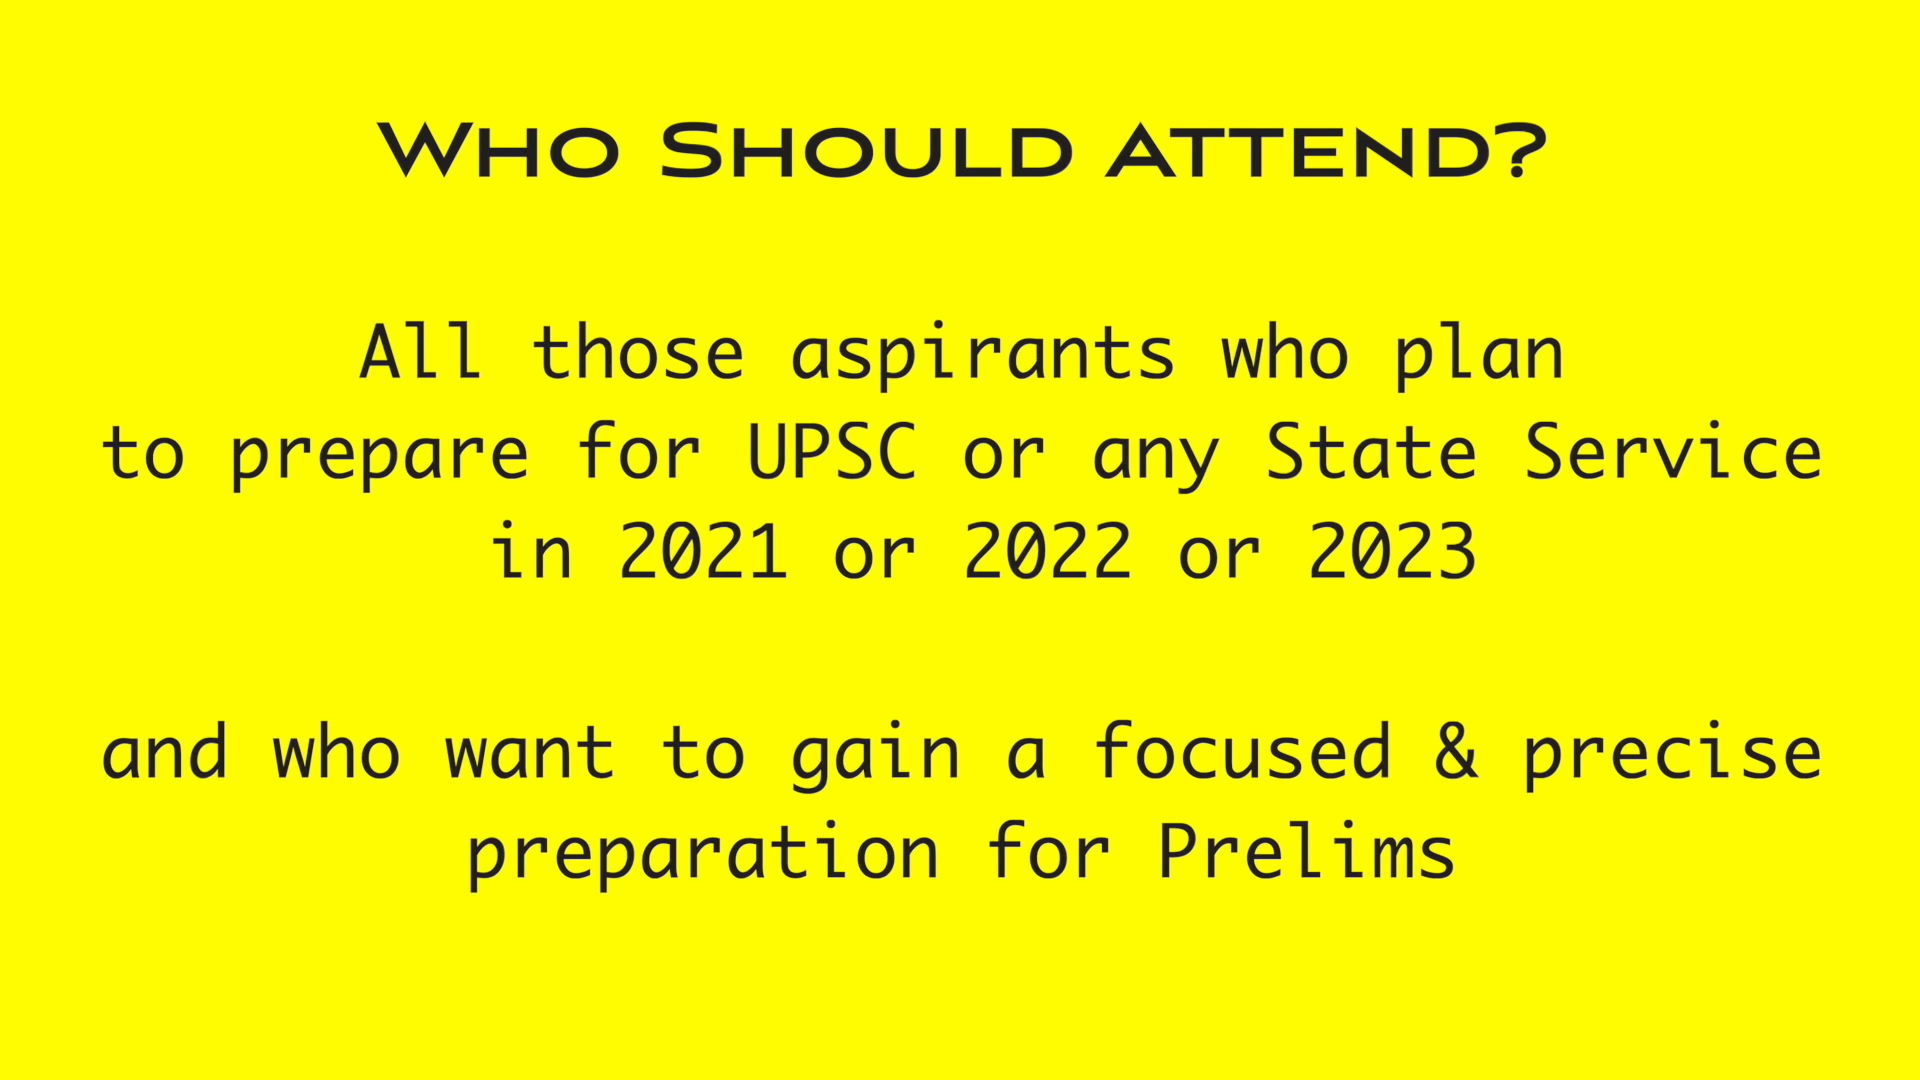 Who Should Attend?
All those aspirants who plan
to prepare for UPSC or any State Service
in 2021 or 2022 or 2023
and who want to gain a focused & precise
preparation for Prelims